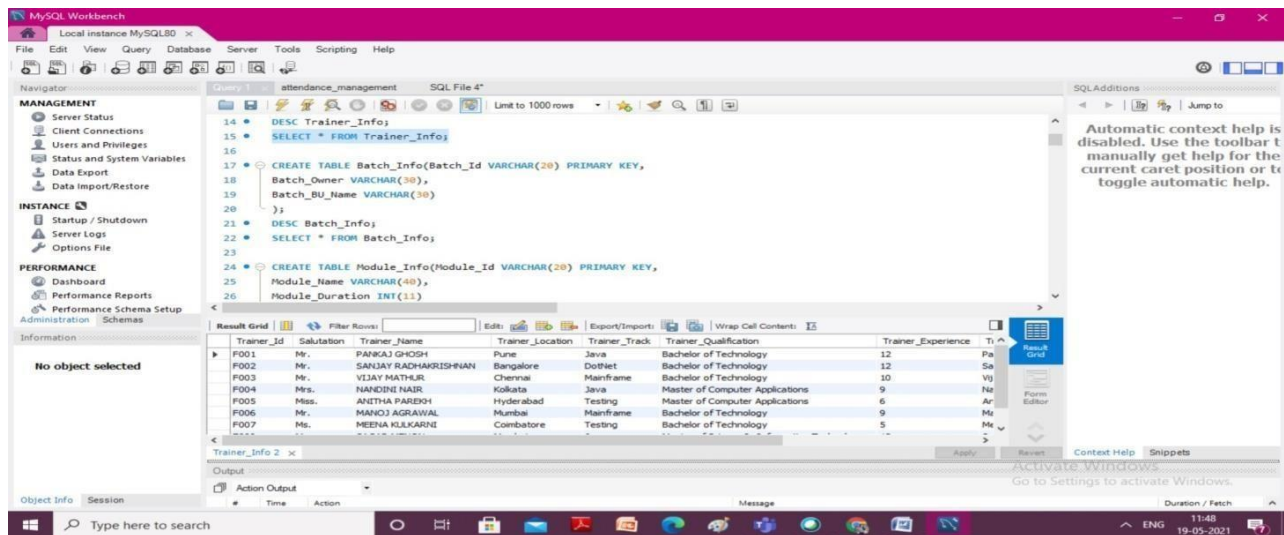 MySQL Workbench
Local instance MySQL80 ×
File Edit View Query Database Server Tools Scripting Help
Navigator
MANAGEMENT
Server Status
Client Connections
Users and Privileges
Status and System Variables
Data Export
Data Import/Restore
INSTANCE
Startup / Shutdown
Server Logs
Options File
PERFORMANCE
Dashboard
Performance Reports
Performance Schema Setup
Administration Schemas
Information
No object selected
Object Info Session
Query 1 × attendance_management SQL File 4*
Limit to 1000 rows
14 DESC Trainer_Info;
15 SELECT * FROM Trainer_Info;
16
17 CREATE TABLE Batch_Info(Batch_Id VARCHAR(20) PRIMARY KEY,
18 Batch_Owner VARCHAR(30),
19 Batch_BU_Name VARCHAR(30)
20 );
21 DESC Batch_Info;
22 SELECT * FROM Batch_Info;
23
24 CREATE TABLE Module_Info(Module_Id VARCHAR(20) PRIMARY KEY,
25 Module_Name VARCHAR(40),
26 Module_Duration INT(11)
Result Grid Filter Rows: Edit: Export/Import: Wrap Cell Content:
Trainer_Id Salutation Trainer_Name Trainer_Location Trainer_Track Trainer_Qualification Trainer_Experience
F001 Mr. PANKAJ GHOSH Pune Java Bachelor of Technology 12 Pa
F002 Mr. SANJAY RADHAKRISHNAN Bangalore DotNet Bachelor of Technology 12 Sa
F003 Mr. VIJAY MATHUR Chennai Mainframe Bachelor of Technology 10 Vij
F004 Mrs. NANDINI NAIR Kolkata Java Master of Computer Applications 9 Na
F005 Miss. ANITHA PAREKH Hyderabad Testing Master of Computer Applications 6
F006 Mr. MANOJ AGRAWAL Mumbai Mainframe Bachelor of Technology 9 Ma
F007 Ms. MEENA KULKARNI Coimbatore Testing Bachelor of Technology 5 Me
Result Grid
Form Editor
Trainer_Info 2 × Apply Revert
Output
Action Output
# Time Action Message Duration / Fetch
SQLAdditions
Jump to
Automatic context help is
disabled. Use the toolbar t
manually get help for the
current caret position or to
toggle automatic help.
Context Help Snippets
Activate Windows
Go to Settings to activate Windows.
Type here to search
ENG
11:48
19-05-2021